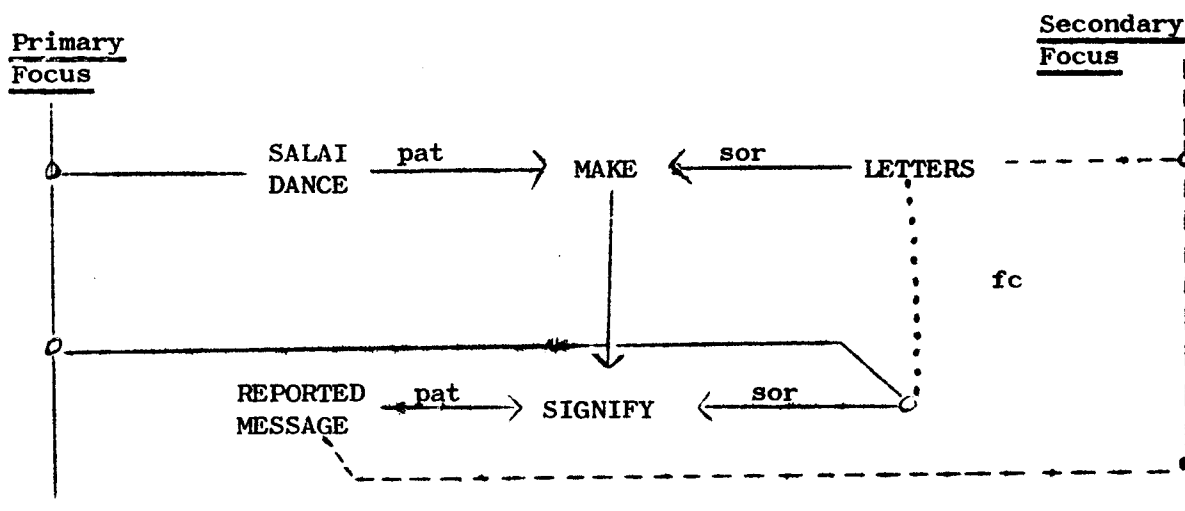 Primary
Focus
Secondary
Focus
SALAI pat MAKE sor LETTERS
DANCE
fc
REPORTED pat SIGNIFY sor
MESSAGE